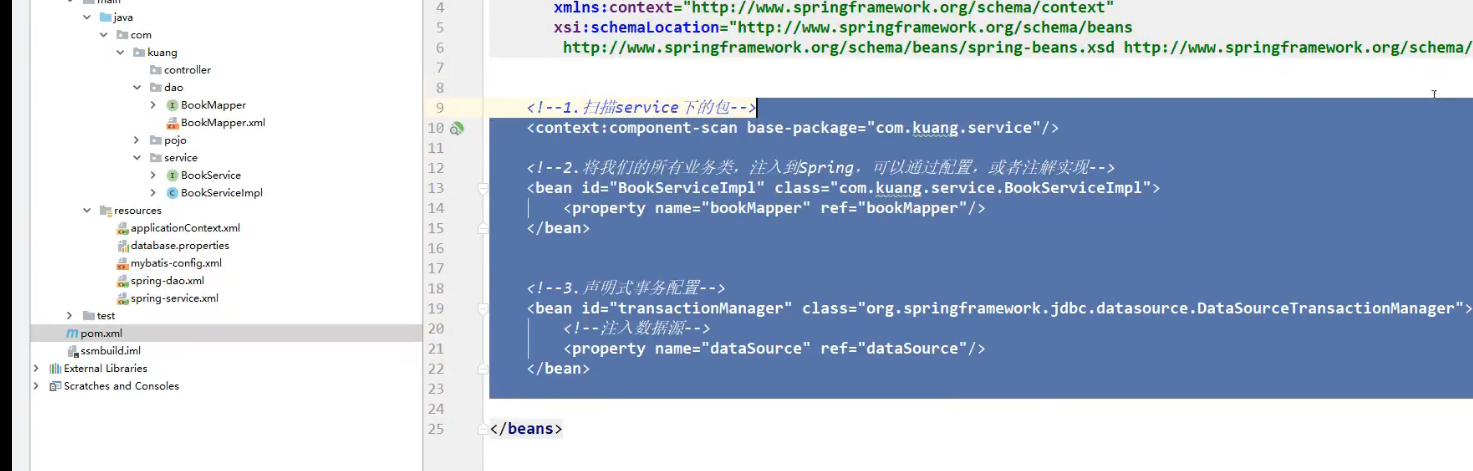 main
java
com
kuang
controller
dao
BookMapper
BookMapper.xml
pojo
service
BookService
BookServiceImpl
resources
applicationContext.xml
database.properties
mybatis-config.xml
spring-dao.xml
spring-service.xml
test
pom.xml
ssmbuild.iml
External Libraries
Scratches and Consoles
4 xmlns:context="http://www.springframework.org/schema/context"
5 xsi:schemaLocation="http://www.springframework.org/schema/beans
6 http://www.springframework.org/schema/beans/spring-beans.xsd http://www.springframework.org/schema/
7
8
9 <!--1.扫描service下的包-->
10 <context:component-scan base-package="com.kuang.service"/>
11
12 <!--2.将我们的所有业务类，注入到Spring，可以通过配置，或者注解实现-->
13 <bean id="BookServiceImpl" class="com.kuang.service.BookServiceImpl">
14 <property name="bookMapper" ref="bookMapper"/>
15 </bean>
16
17
18 <!--3.声明式事务配置-->
19 <bean id="transactionManager" class="org.springframework.jdbc.datasource.DataSourceTransactionManager">
20 <!--注入数据源-->
21 <property name="dataSource" ref="dataSource"/>
22 </bean>
23
24
25 </beans>